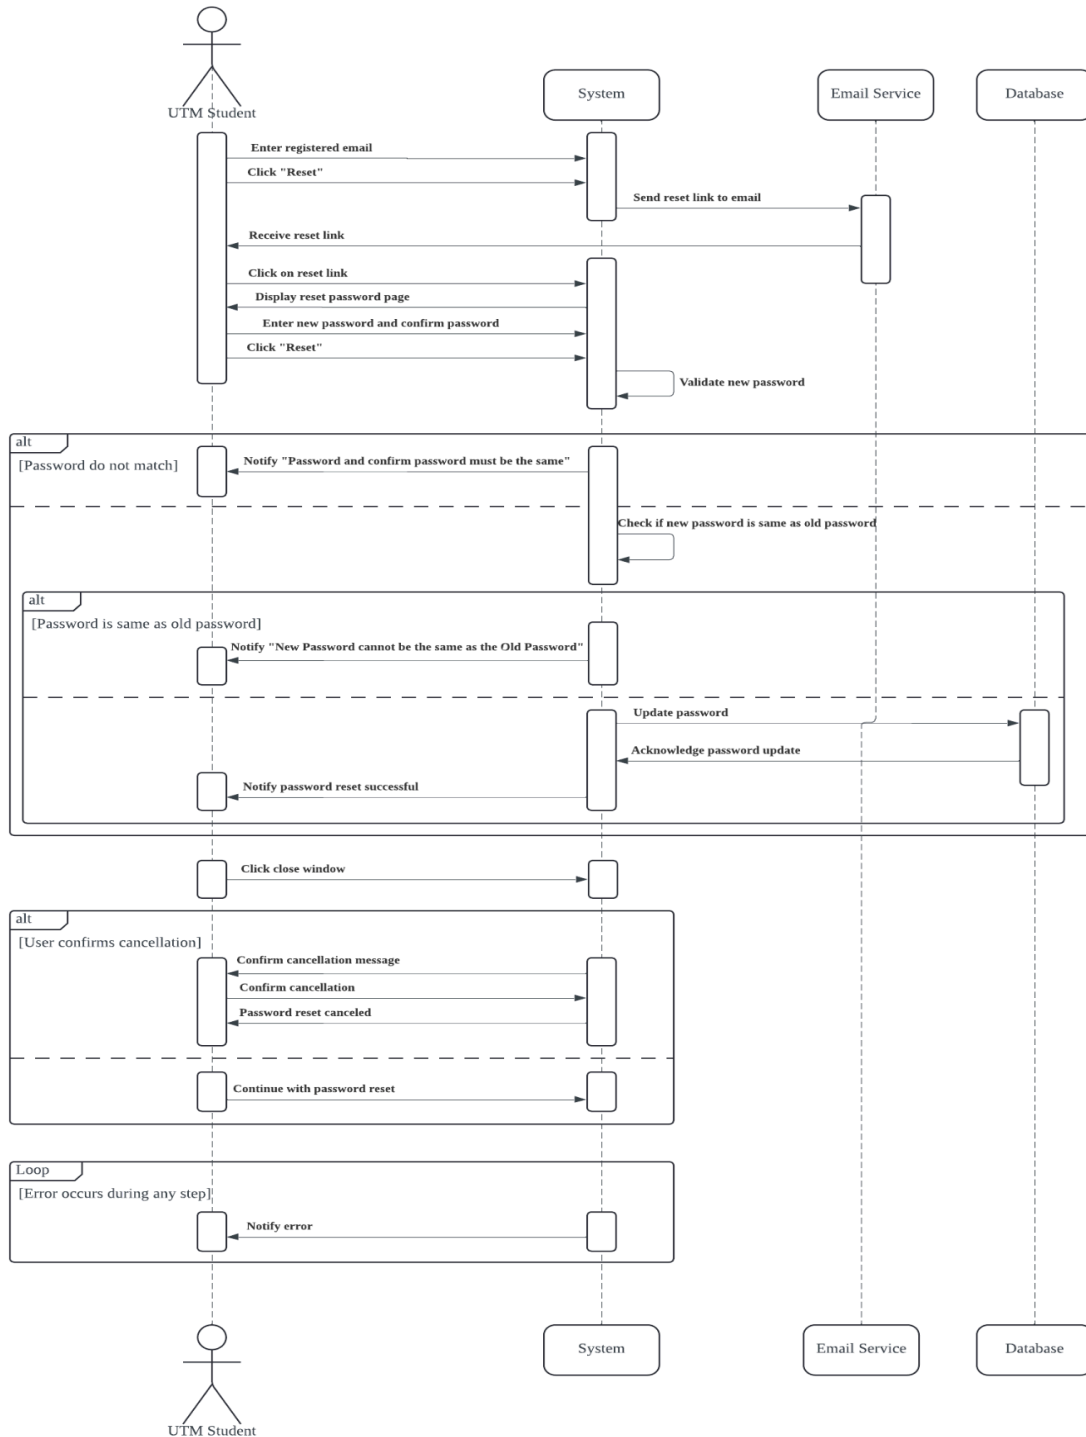 System
Email Service
Database
UTM Student
Enter registered email
Click "Reset"
Send reset link to email
Receive reset link
Click on reset link
Display reset password page
Enter new password and confirm password
Click "Reset"
Validate new password
alt
[Password do not match]
Notify "Password and confirm password must be the same"
Check if new password is same as old password
alt
[Password is same as old password]
Notify "New Password cannot be the same as the Old Password"
Update password
Acknowledge password update
Notify password reset successful
Click close window
alt
[User confirms cancellation]
Confirm cancellation message
Confirm cancellation
Password reset canceled
Continue with password reset
Loop
[Error occurs during any step]
Notify error
System
Email Service
Database
UTM Student